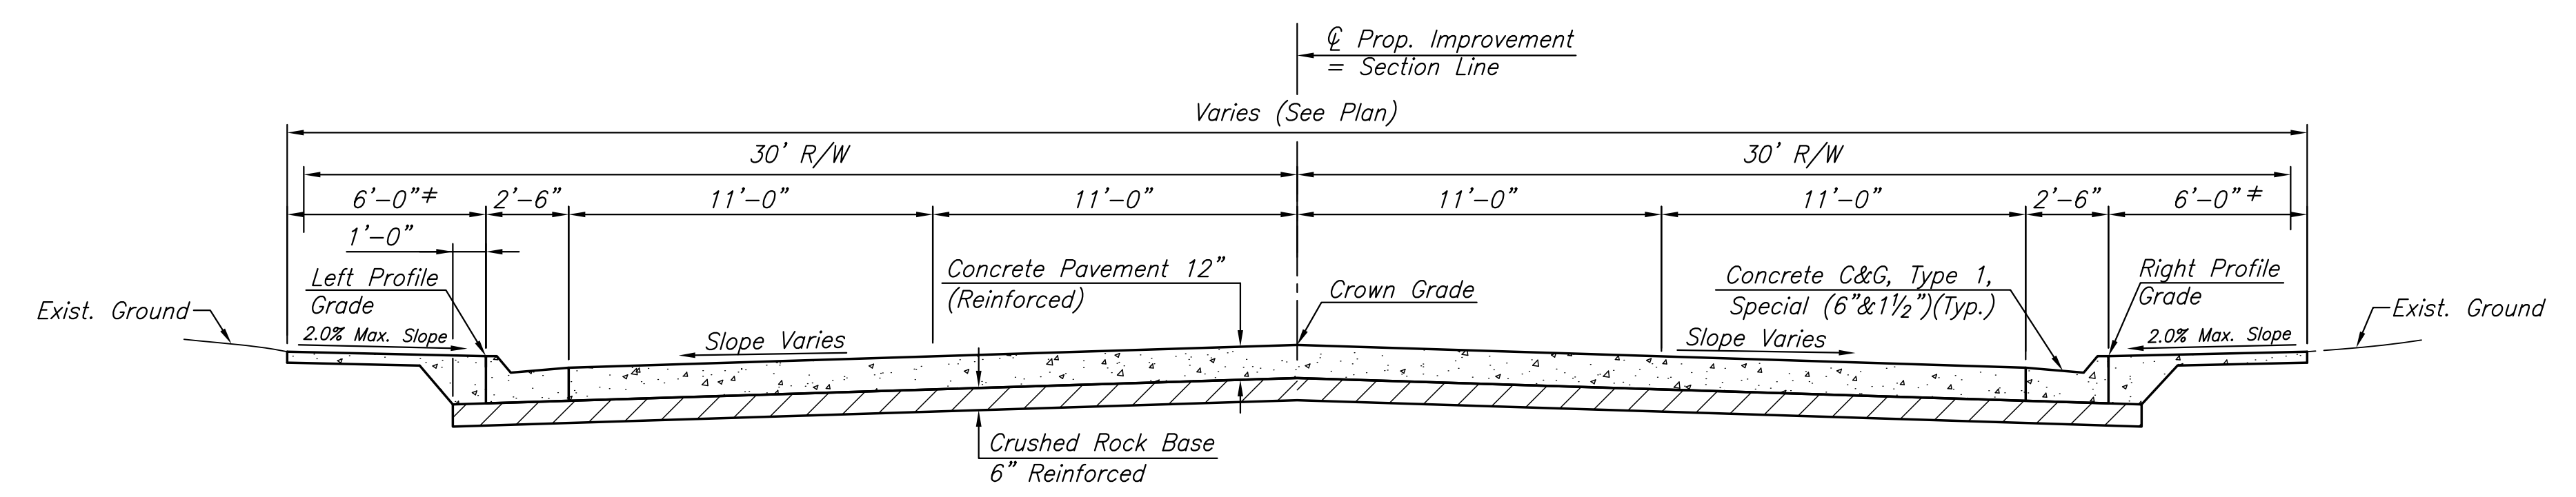 ℄ Prop. Improvement
= Section Line
Varies (See Plan)
30' R/W
30' R/W
6'-0"≠
2'-6"
11'-0"
11'-0"
11'-0"
11'-0"
2'-6"
6'-0"≠
1'-0"
Left Profile
Grade
Concrete Pavement 12"
(Reinforced)
Crown Grade
Concrete C&G, Type 1,
Special (6"&1½")(Typ.)
Right Profile
Grade
Exist. Ground
Exist. Ground
2.0% Max. Slope
Slope Varies
Slope Varies
2.0% Max. Slope
Crushed Rock Base
6" Reinforced